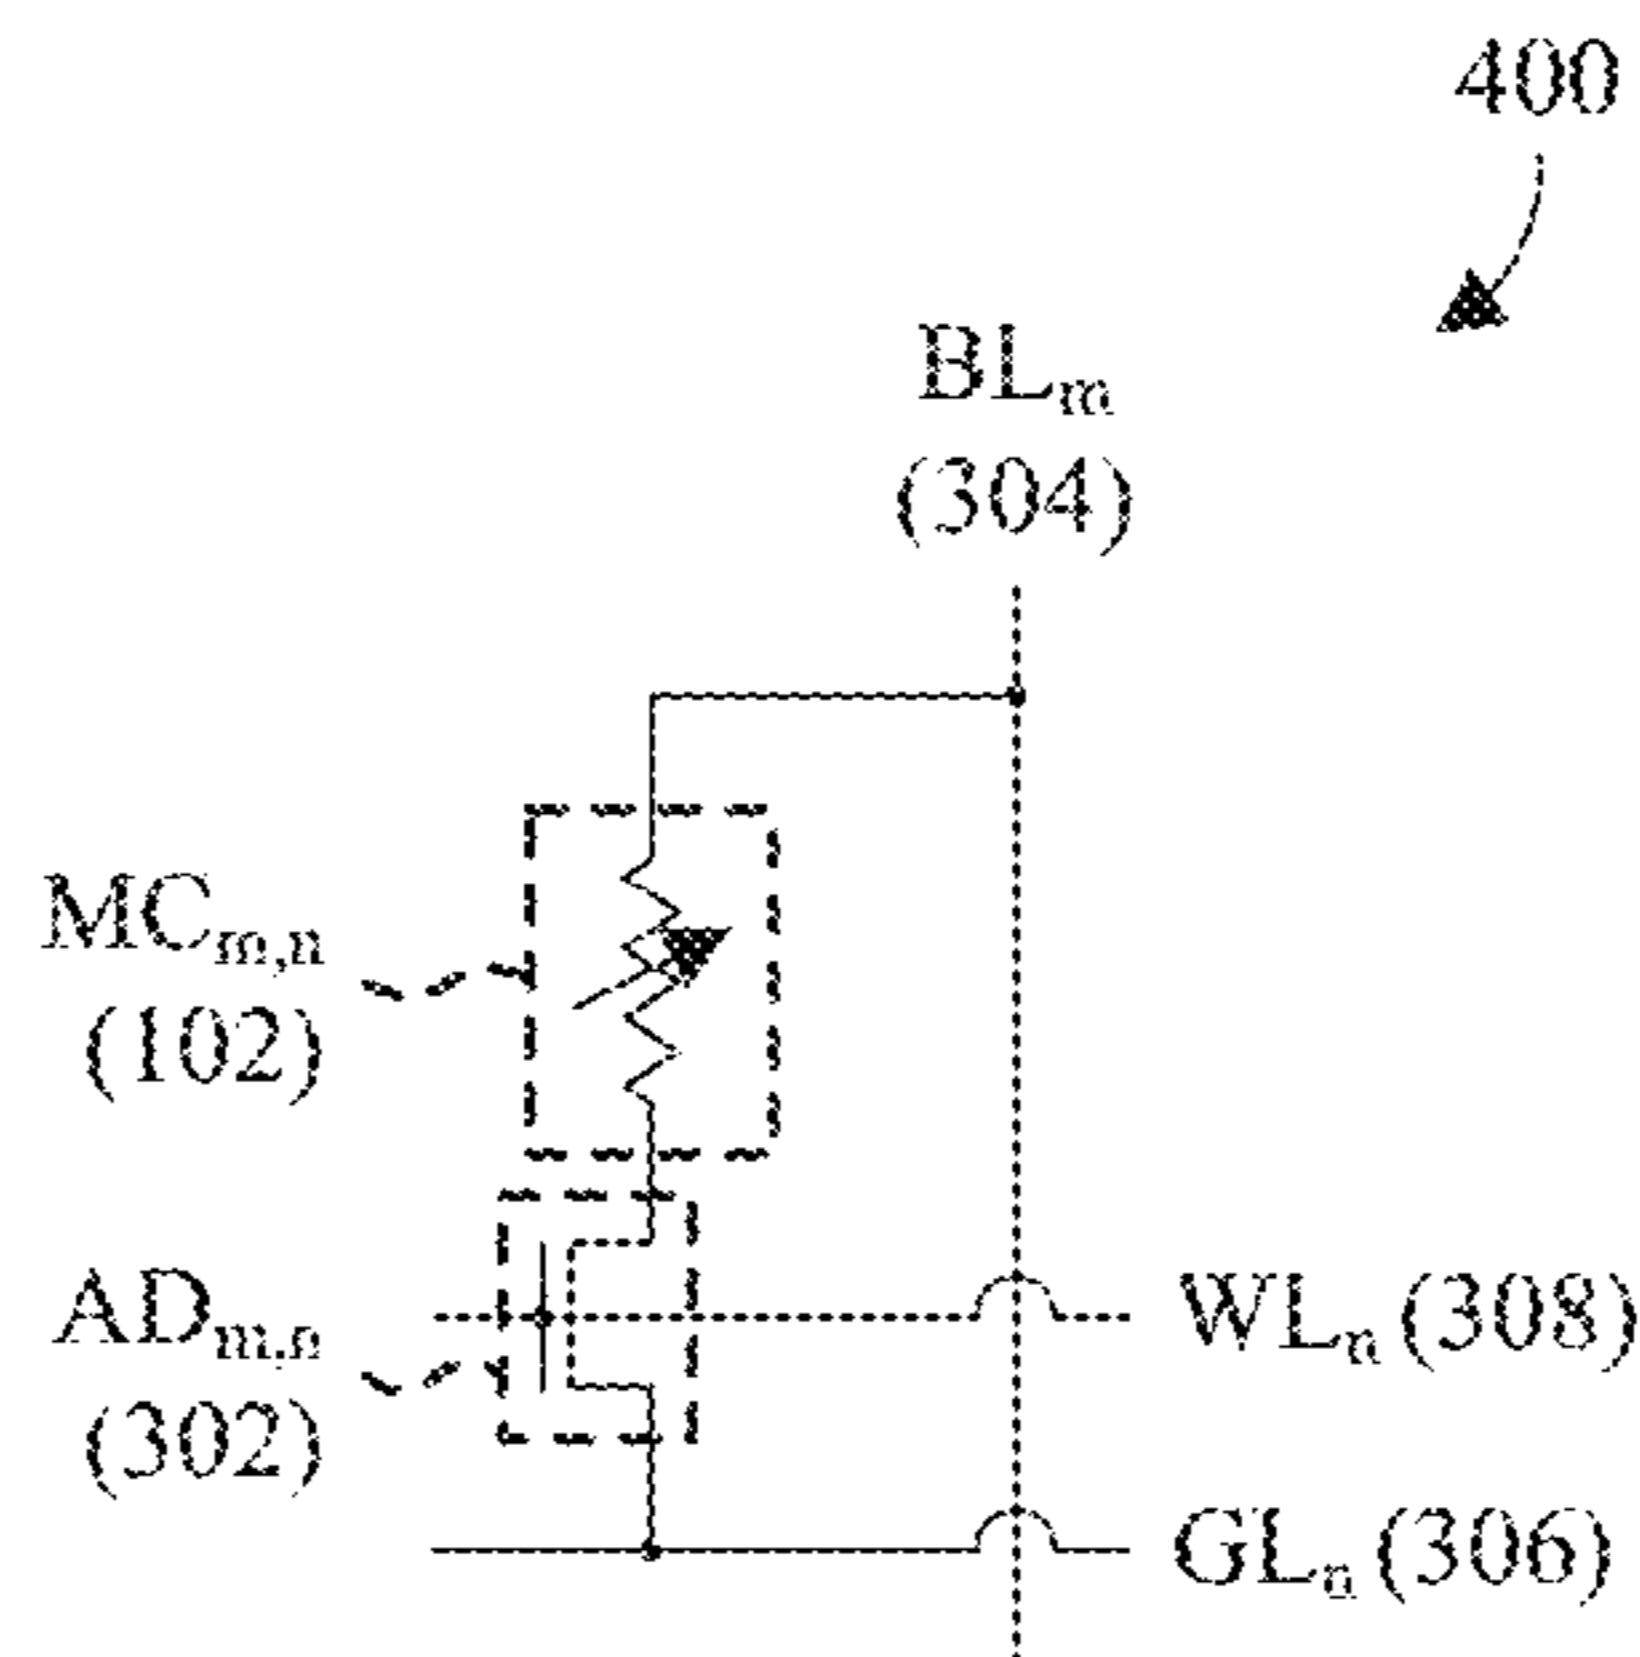 400
BLm
(304)
MCm,n
(102)
ADm,n
(302)
WLn (308)
GLn (306)